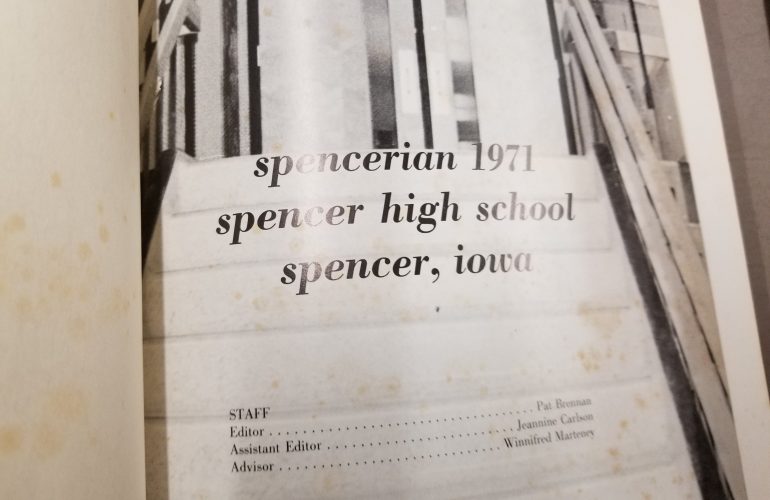 spencerian 1971
spencer high school
spencer, iowa
STAFF
Editor . . . . . . . . . . . . . . . . . . . . . . . . . . . . . . . . . . . . Pat Brennan
Assistant Editor . . . . . . . . . . . . . . . . . . . . . . . . . Jeannine Carlson
Advisor . . . . . . . . . . . . . . . . . . . . . . . . . . . . . . Winnifred Marteney